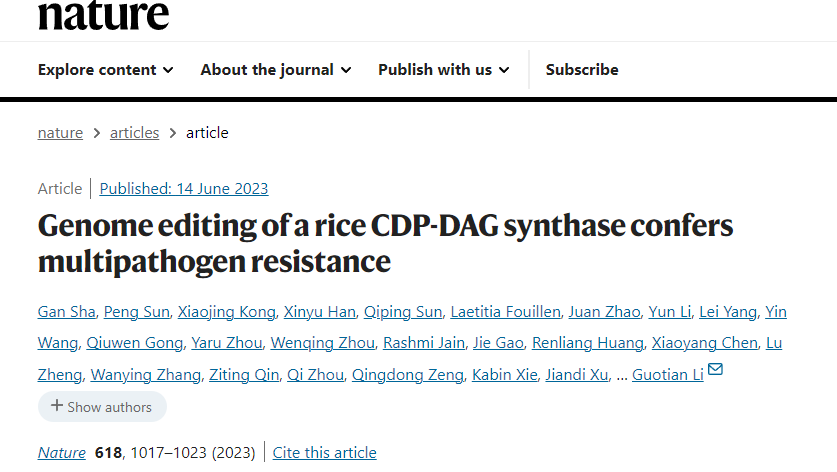 nature
Explore content About the journal Publish with us Subscribe
nature > articles > article
Article | Published: 14 June 2023
Genome editing of a rice CDP-DAG synthase confers
multipathogen resistance
Gan Sha, Peng Sun, Xiaojing Kong, Xinyu Han, Qiping Sun, Laetitia Fouillen, Juan Zhao, Yun Li, Lei Yang, Yin
Wang, Qiuwen Gong, Yaru Zhou, Wenqing Zhou, Rashmi Jain, Jie Gao, Renliang Huang, Xiaoyang Chen, Lu
Zheng, Wanying Zhang, Ziting Qin, Qi Zhou, Qingdong Zeng, Kabin Xie, Jiandi Xu, ... Guotian Li
+ Show authors
Nature 618, 1017–1023 (2023) | Cite this article